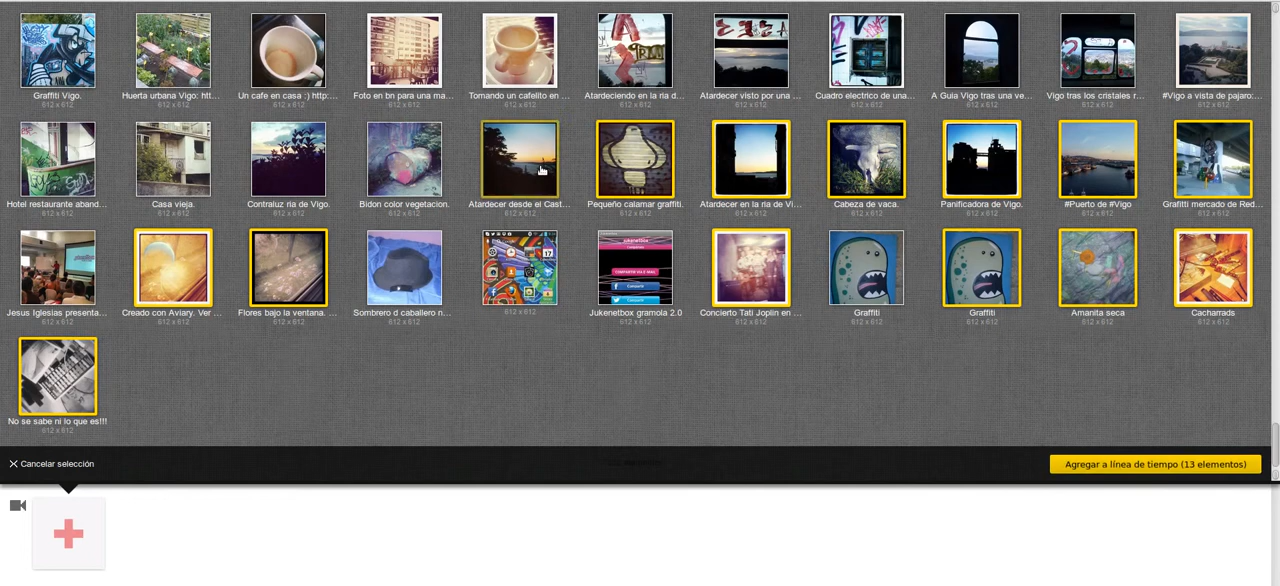 Graffiti Vigo.
612 x 612
Huerta urbana Vigo: htt...
612 x 612
Un cafe en casa :) http:...
612 x 612
Foto en bn para una ma...
612 x 612
Tomando un cafelito en ...
612 x 612
Atardeciendo en la ria d...
612 x 612
Atardecer visto por una ...
612 x 612
Cuadro electrico de una...
612 x 612
A Guia Vigo tras una ve...
612 x 612
Vigo tras los cristales r...
612 x 612
#Vigo a vista de pajaro:...
612 x 612
Hotel restaurante aband...
612 x 612
Casa vieja.
612 x 612
Contraluz ria de Vigo.
612 x 612
Bidon color vegetacion.
612 x 612
Atardecer desde el Cast...
612 x 612
Pequeño calamar graffiti.
612 x 612
Atardecer en la ria de Vi...
612 x 612
Cabeza de vaca.
612 x 612
Panificadora de Vigo.
612 x 612
#Puerto de #Vigo
612 x 612
Grafitti mercado de Red...
612 x 612
Jesus Iglesias presenta...
612 x 612
Creado con Aviary. Ver ...
612 x 612
Flores bajo la ventana. ...
612 x 612
Sombrero d caballero n...
612 x 612
17
612 x 612
jukenetbox
COMPARTIR VIA E-MAIL
Compartir
Compartir
Jukenetbox gramola 2.0
612 x 612
Concierto Tati Joplin en ...
612 x 612
Graffiti
612 x 612
Graffiti
612 x 612
Amanita seca
612 x 612
Cacharrads
612 x 612
No se sabe ni lo que es!!!
612 x 612
Cancelar selección
Agregar a línea de tiempo (13 elementos)